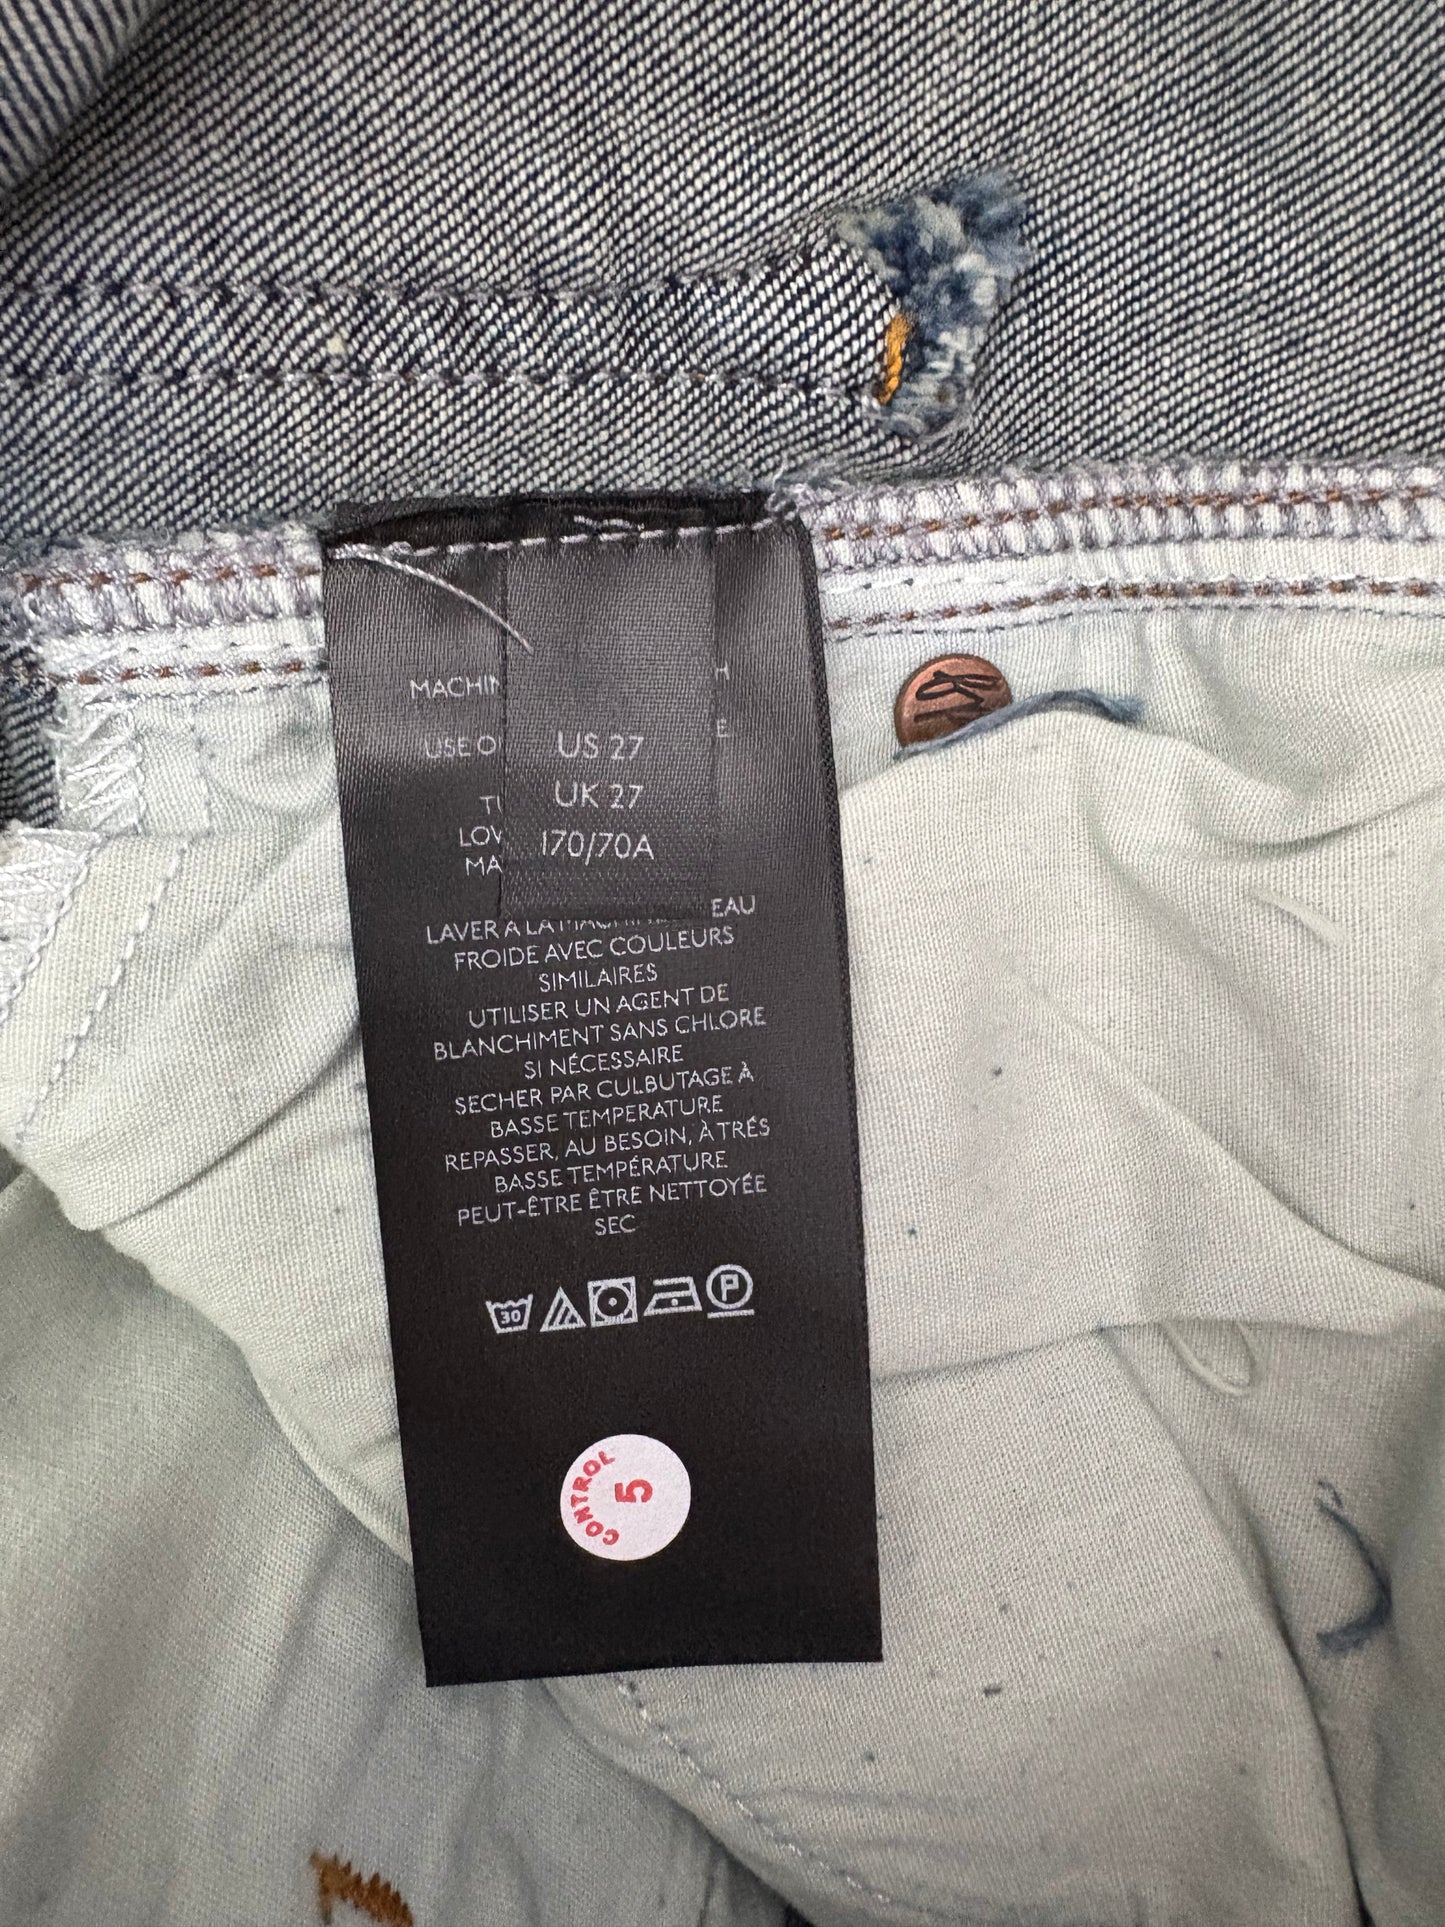 US 27
UK 27
170/70A
USE
LAVER À LA
EAU
FROIDE AVEC COULEURS
SIMILAIRES
UTILISER UN AGENT DE
BLANCHIMENT SANS CHLORE
SI NÉCESSAIRE
SECHER PAR CULBUTAGE À
BASSE TEMPERATURE
REPASSER, AU BESOIN, À TRÉS
BASSE TEMPÉRATURE
PEUT-ÊTRE ÊTRE NETTOYÉE
SEC
30
P
CONTROL
5